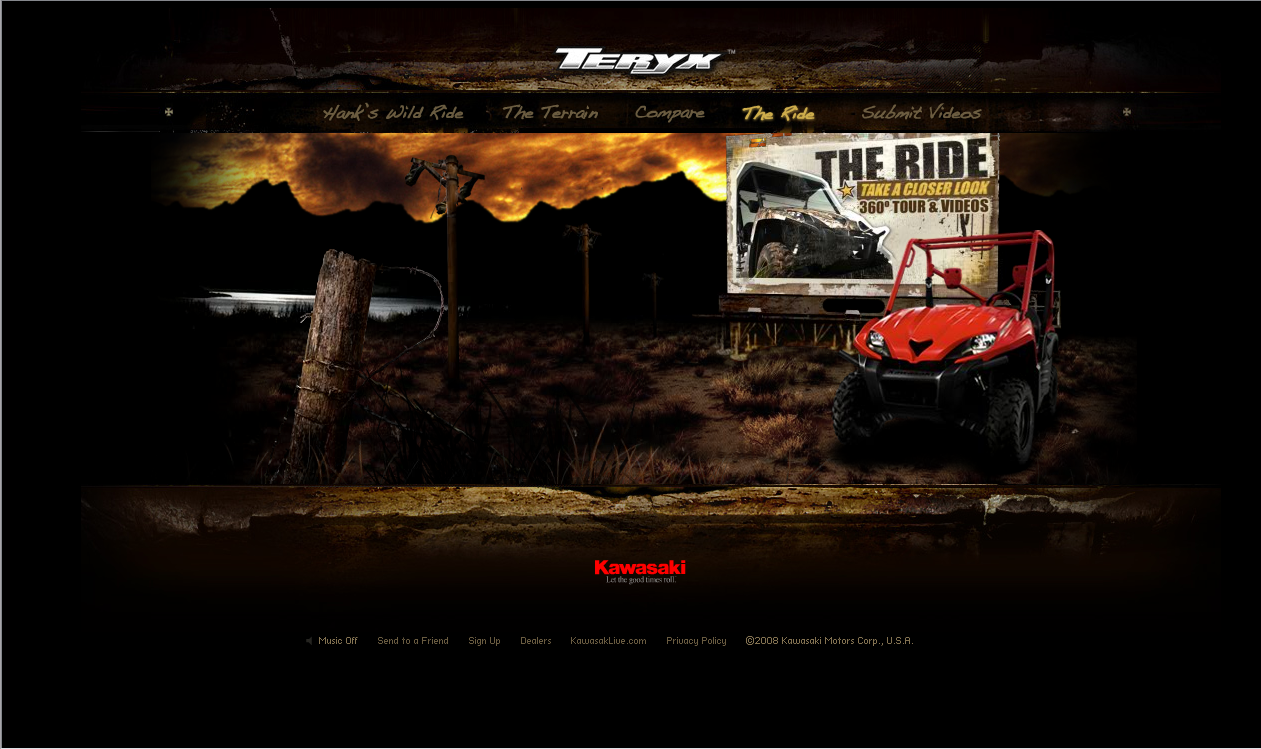 TERYX™
Hank's Wild Ride The Terrain Compare The Ride Submit Videos
THE RIDE
TAKE A CLOSER LOOK
360º TOUR & VIDEOS
Kawasaki
Let the good times roll.
Music Off Send to a Friend Sign Up Dealers KawasakLive.com Privacy Policy ©2008 Kawasaki Motors Corp., U.S.A.